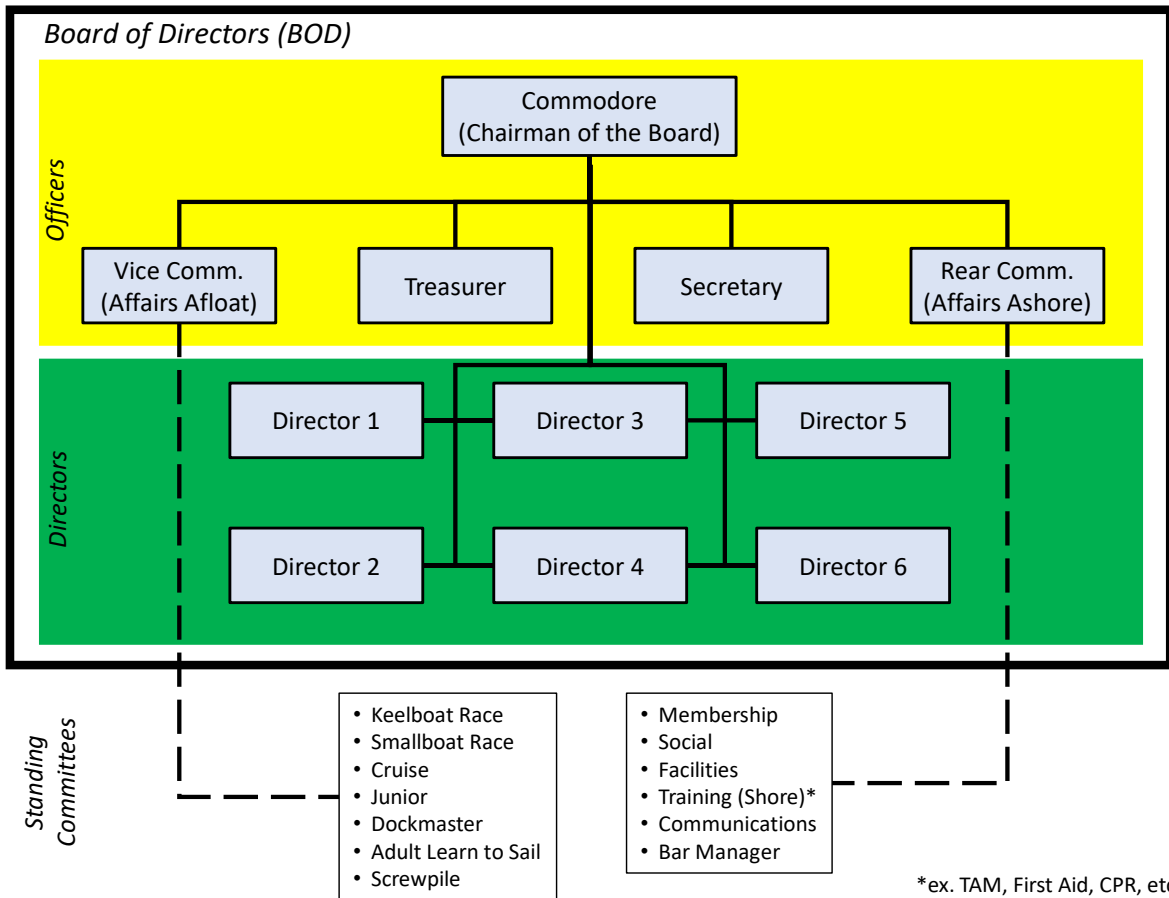 Board of Directors (BOD)
Officers
Commodore
(Chairman of the Board)
Vice Comm.
(Affairs Afloat)
Treasurer
Secretary
Rear Comm.
(Affairs Ashore)
Directors
Director 1
Director 3
Director 5
Director 2
Director 4
Director 6
Standing
Committees
• Keelboat Race
• Smallboat Race
• Cruise
• Junior
• Dockmaster
• Adult Learn to Sail
• Screwpile
• Membership
• Social
• Facilities
• Training (Shore)*
• Communications
• Bar Manager
*ex. TAM, First Aid, CPR, etc